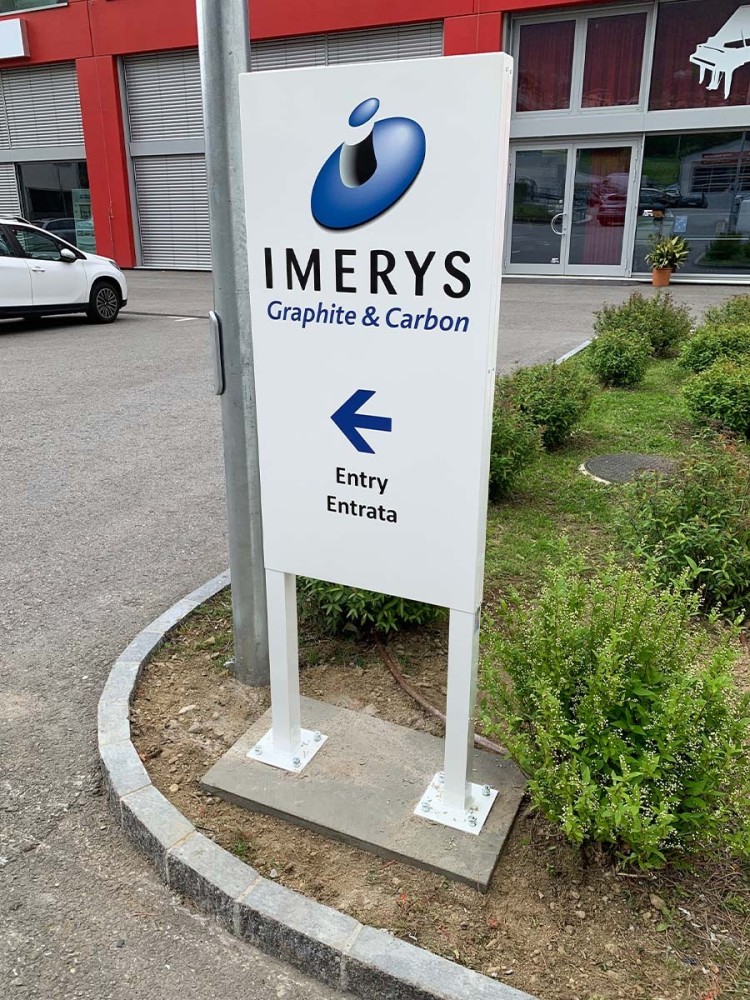 IMERYS
Graphite & Carbon
Entry
Entrata